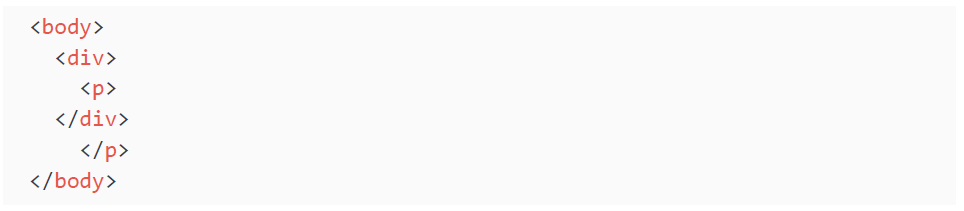 <body>
  <div>
    <p>
  </div>
    </p>
</body>